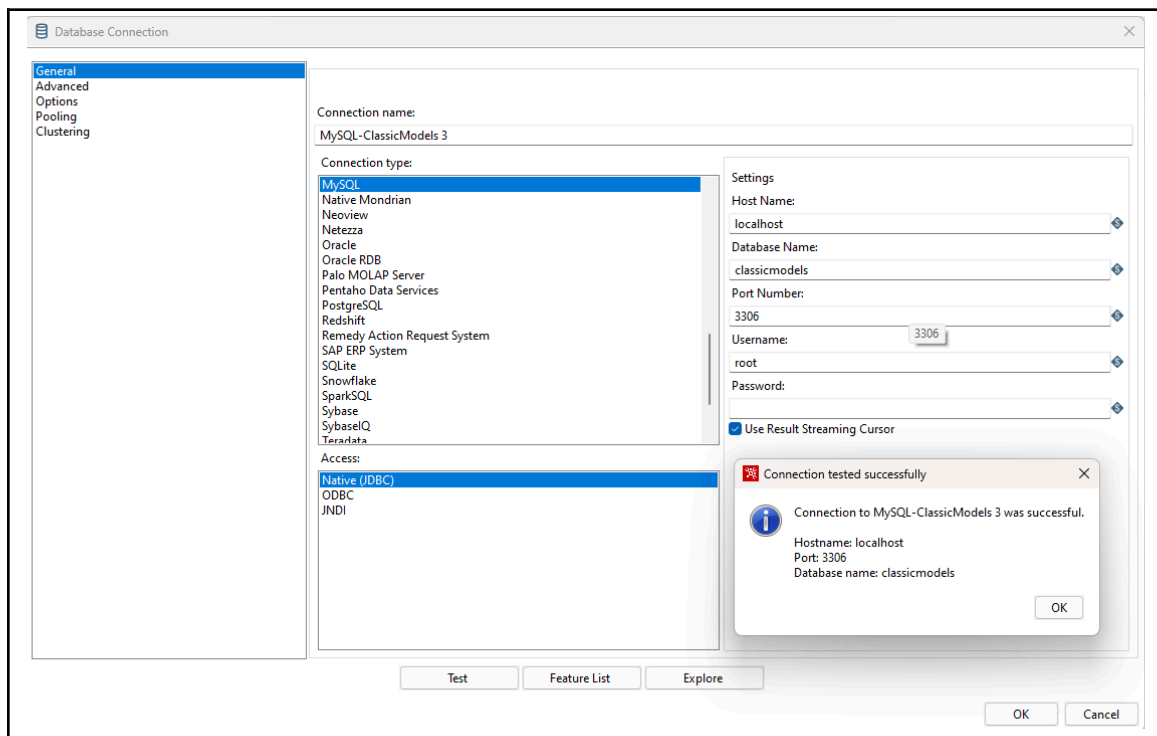 Database Connection
General
Advanced
Options
Pooling
Clustering
Connection name:
MySQL-ClassicModels 3
Connection type:
MySQL
Native Mondrian
Neoview
Netezza
Oracle
Oracle RDB
Palo MOLAP Server
Pentaho Data Services
PostgreSQL
Redshift
Remedy Action Request System
SAP ERP System
SQLite
Snowflake
SparkSQL
Sybase
SybaseIQ
Teradata
Access:
Native (JDBC)
ODBC
JNDI
Settings
Host Name:
localhost
Database Name:
classicmodels
Port Number:
3306
3306
Username:
root
Password:
Use Result Streaming Cursor
Connection tested successfully
Connection to MySQL-ClassicModels 3 was successful.
Hostname: localhost
Port: 3306
Database name: classicmodels
OK
Test
Feature List
Explore
OK
Cancel